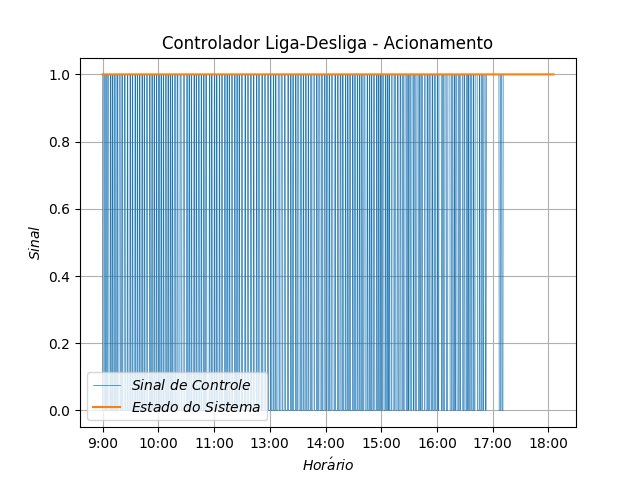 Controlador Liga-Desliga - Acionamento
Sinal
1.0
0.8
0.6
0.4
0.2
0.0
Sinal de Controle
Estado do Sistema
9:00 10:00 11:00 13:00 14:00 15:00 16:00 17:00 18:00
Horário